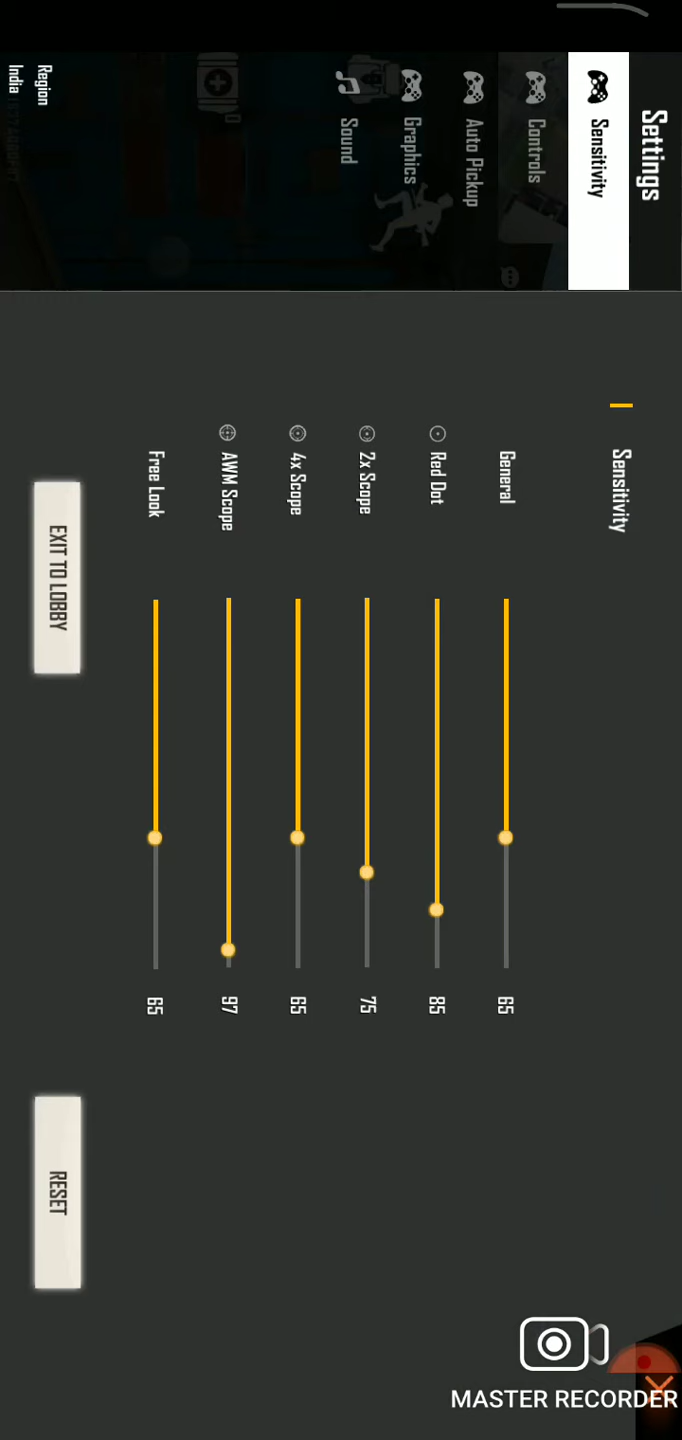 Settings
Sensitivity
Controls
Auto Pickup
Graphics
Sound
Region
India
Sensitivity
General 65
Red Dot 85
2x Scope 75
4x Scope 65
AWM Scope 97
Free Look 65
EXIT TO LOBBY
RESET
MASTER RECORDER